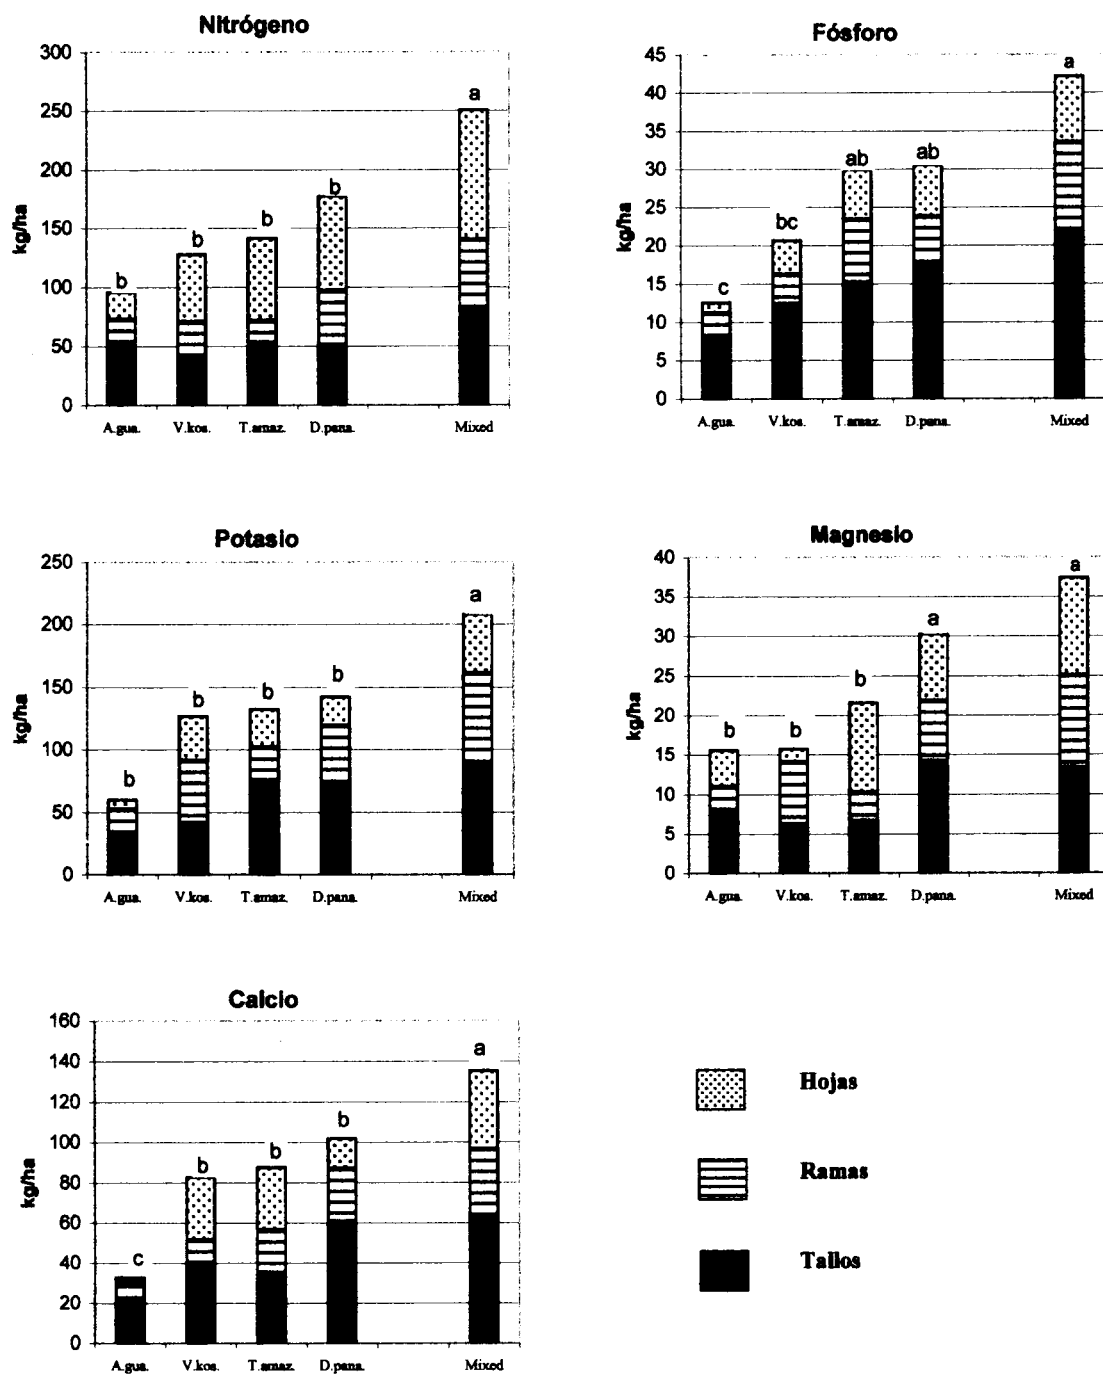 Nitrógeno
300
250
200
150
100
50
0
kg/ha
a
b
b
b
b
A.gua.
V.kos.
T.amaz.
D.pana.
Mixed
Fósforo
45
40
35
30
25
20
15
10
5
0
kg/ha
a
ab
ab
bc
c
A.gua.
V.kos.
T.amaz.
D.pana.
Mixed
Potasio
250
200
150
100
50
0
kg/ha
a
b
b
b
b
A.gua.
V.kos.
T.amaz.
D.pana.
Mixed
Magnesio
40
35
30
25
20
15
10
5
0
kg/ha
a
a
b
b
b
A.gua.
V.kos.
T.amaz.
D.pana.
Mixed
Calcio
160
140
120
100
80
60
40
20
0
kg/ha
a
b
b
b
c
A.gua.
V.kos.
T.amaz.
D.pana.
Mixed
Hojas
Ramas
Tallos